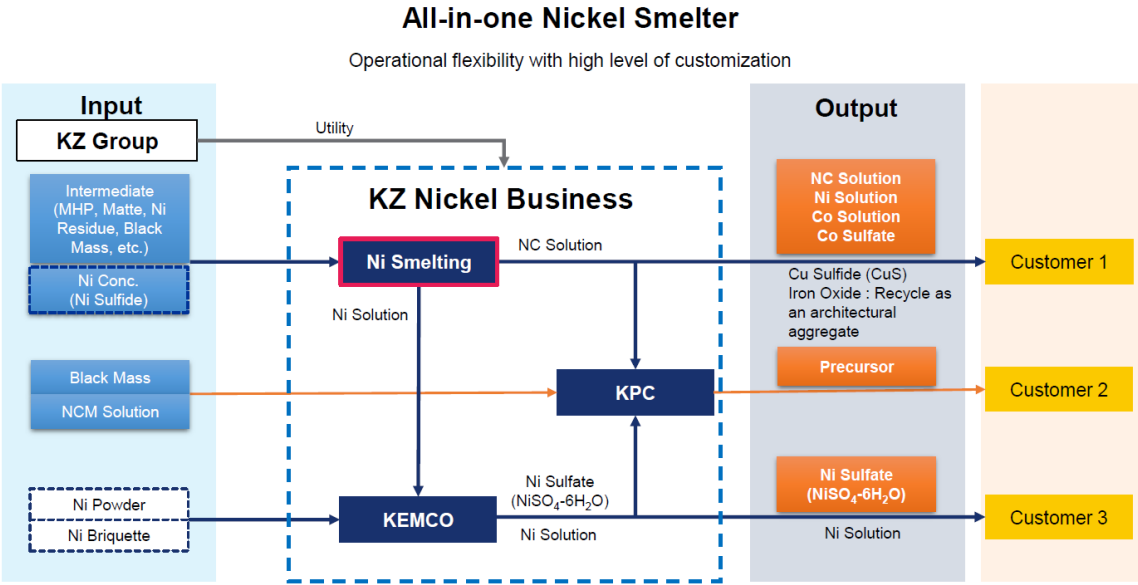 All-in-one Nickel Smelter
Operational flexibility with high level of customization
Input
KZ Group
Utility
Intermediate
(MHP, Matte, Ni
Residue, Black
Mass, etc.)
Ni Conc.
(Ni Sulfide)
Black Mass
NCM Solution
Ni Powder
Ni Briquette
KZ Nickel Business
Ni Smelting
NC Solution
Ni Solution
KPC
KEMCO
Ni Sulfate
(NiSO₄-6H₂O)
Ni Solution
Output
NC Solution
Ni Solution
Co Solution
Co Sulfate
Cu Sulfide (CuS)
Iron Oxide : Recycle as
an architectural
aggregate
Precursor
Ni Sulfate
(NiSO₄-6H₂O)
Ni Solution
Customer 1
Customer 2
Customer 3